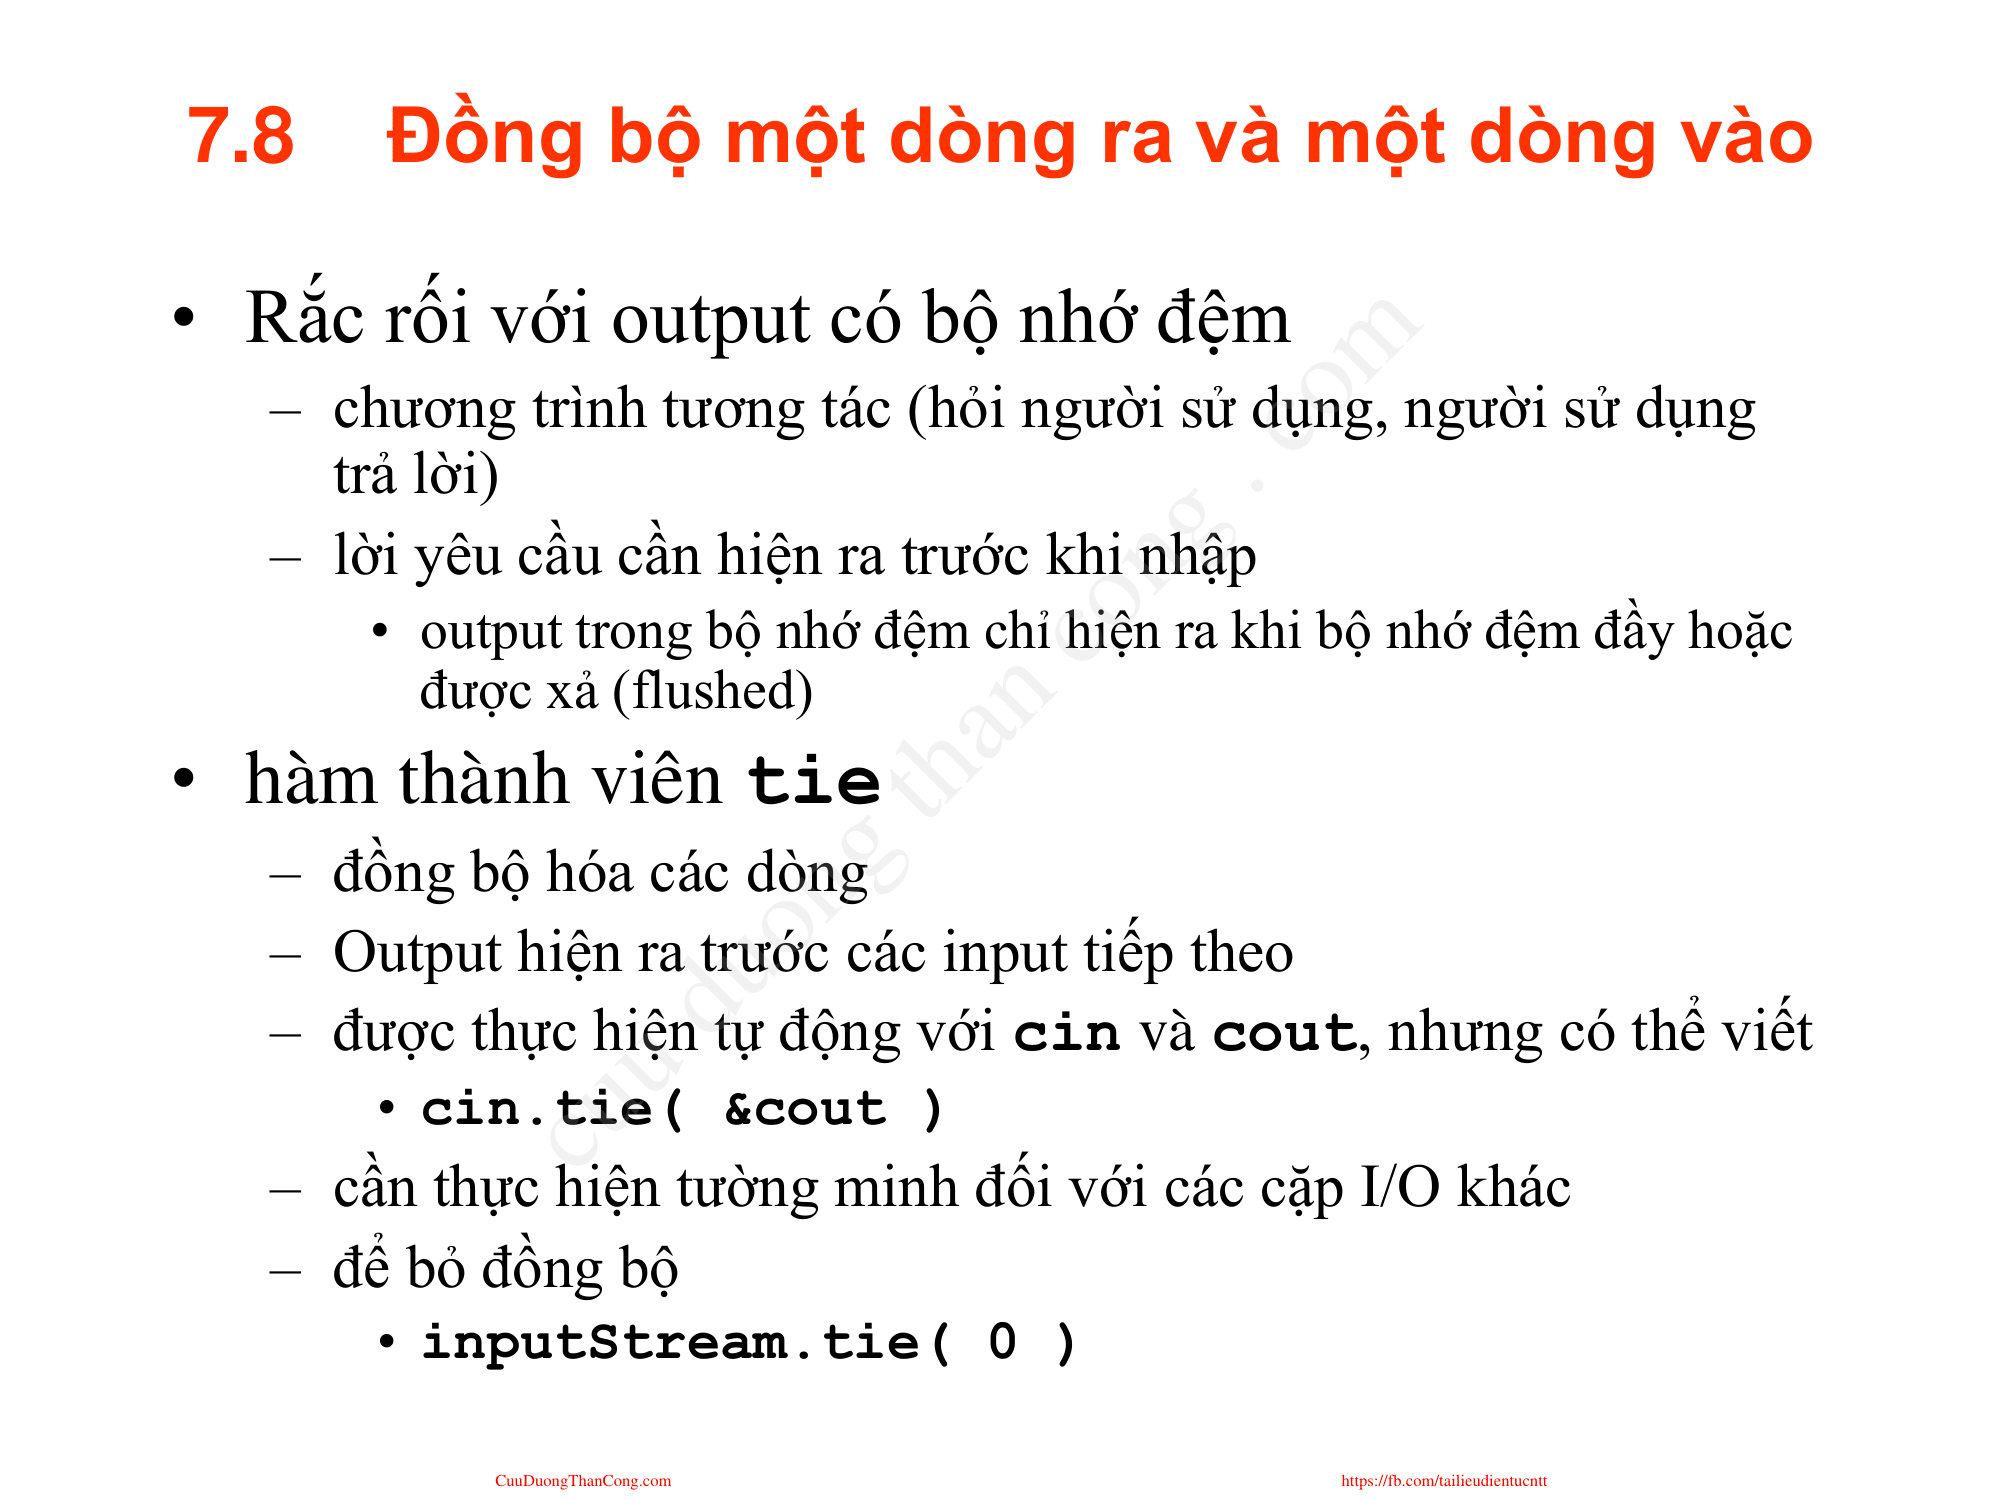 7.8 Đồng bộ một dòng ra và một dòng vào
• Rắc rối với output có bộ nhớ đệm
– chương trình tương tác (hỏi người sử dụng, người sử dụng
trả lời)
– lời yêu cầu cần hiện ra trước khi nhập
• output trong bộ nhớ đệm chỉ hiện ra khi bộ nhớ đệm đầy hoặc
được xả (flushed)
• hàm thành viên tie
– đồng bộ hóa các dòng
– Output hiện ra trước các input tiếp theo
– được thực hiện tự động với cin và cout, nhưng có thể viết
• cin.tie( &cout )
– cần thực hiện tường minh đối với các cặp I/O khác
– để bỏ đồng bộ
• inputStream.tie( 0 )
cuu duong than cong . com
CuuDuongThanCong.com https://fb.com/tailieudientucntt